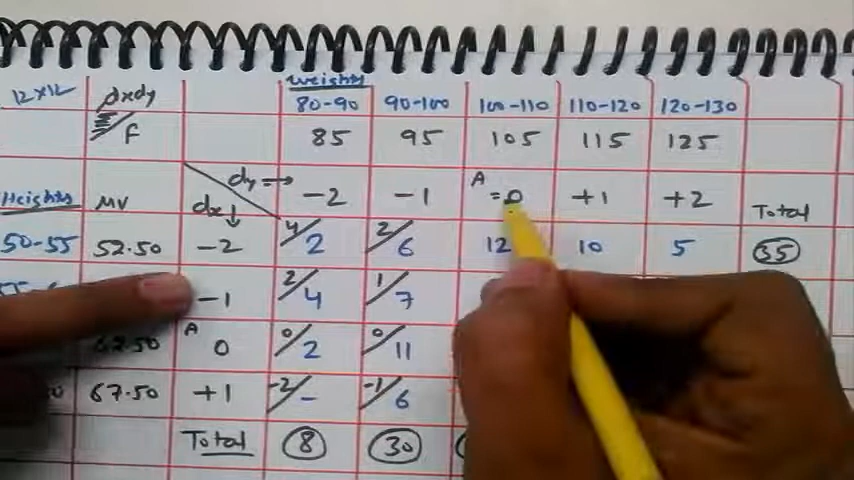 Weights
12x12 dxdy 80-90 90-100 100-110 110-120 120-130
F 85 95 105 115 125
dy → -2 -1 A =0 +1 +2
Heights MV dx ↓ Total
50-55 52.50 -2 4/2 2/6 12 10 5 35
-1 2/4 1/7
62.50 A 0 0/2 0/11
67.50 +1 -2/- -1/6
Total 8 30